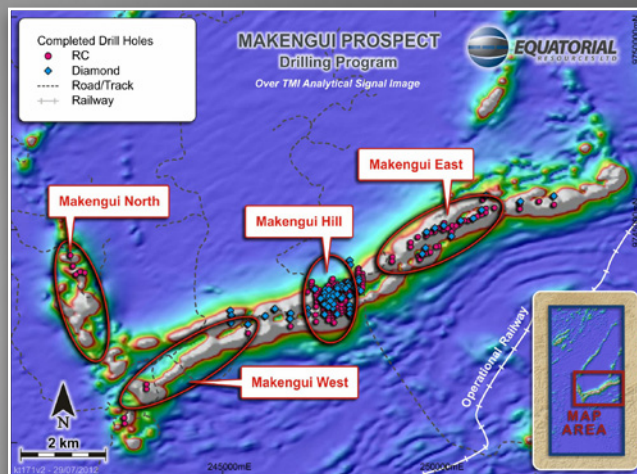 Completed Drill Holes
RC
Diamond
Road/Track
Railway
MAKENGUI PROSPECT
Drilling Program
Over TMI Analytical Signal Image
EQUATORIAL
RESOURCES LTD
Makengui North
Makengui Hill
Makengui East
Makengui West
Operational Railway
N
2 km
245000mE
250000mE
MAP
AREA